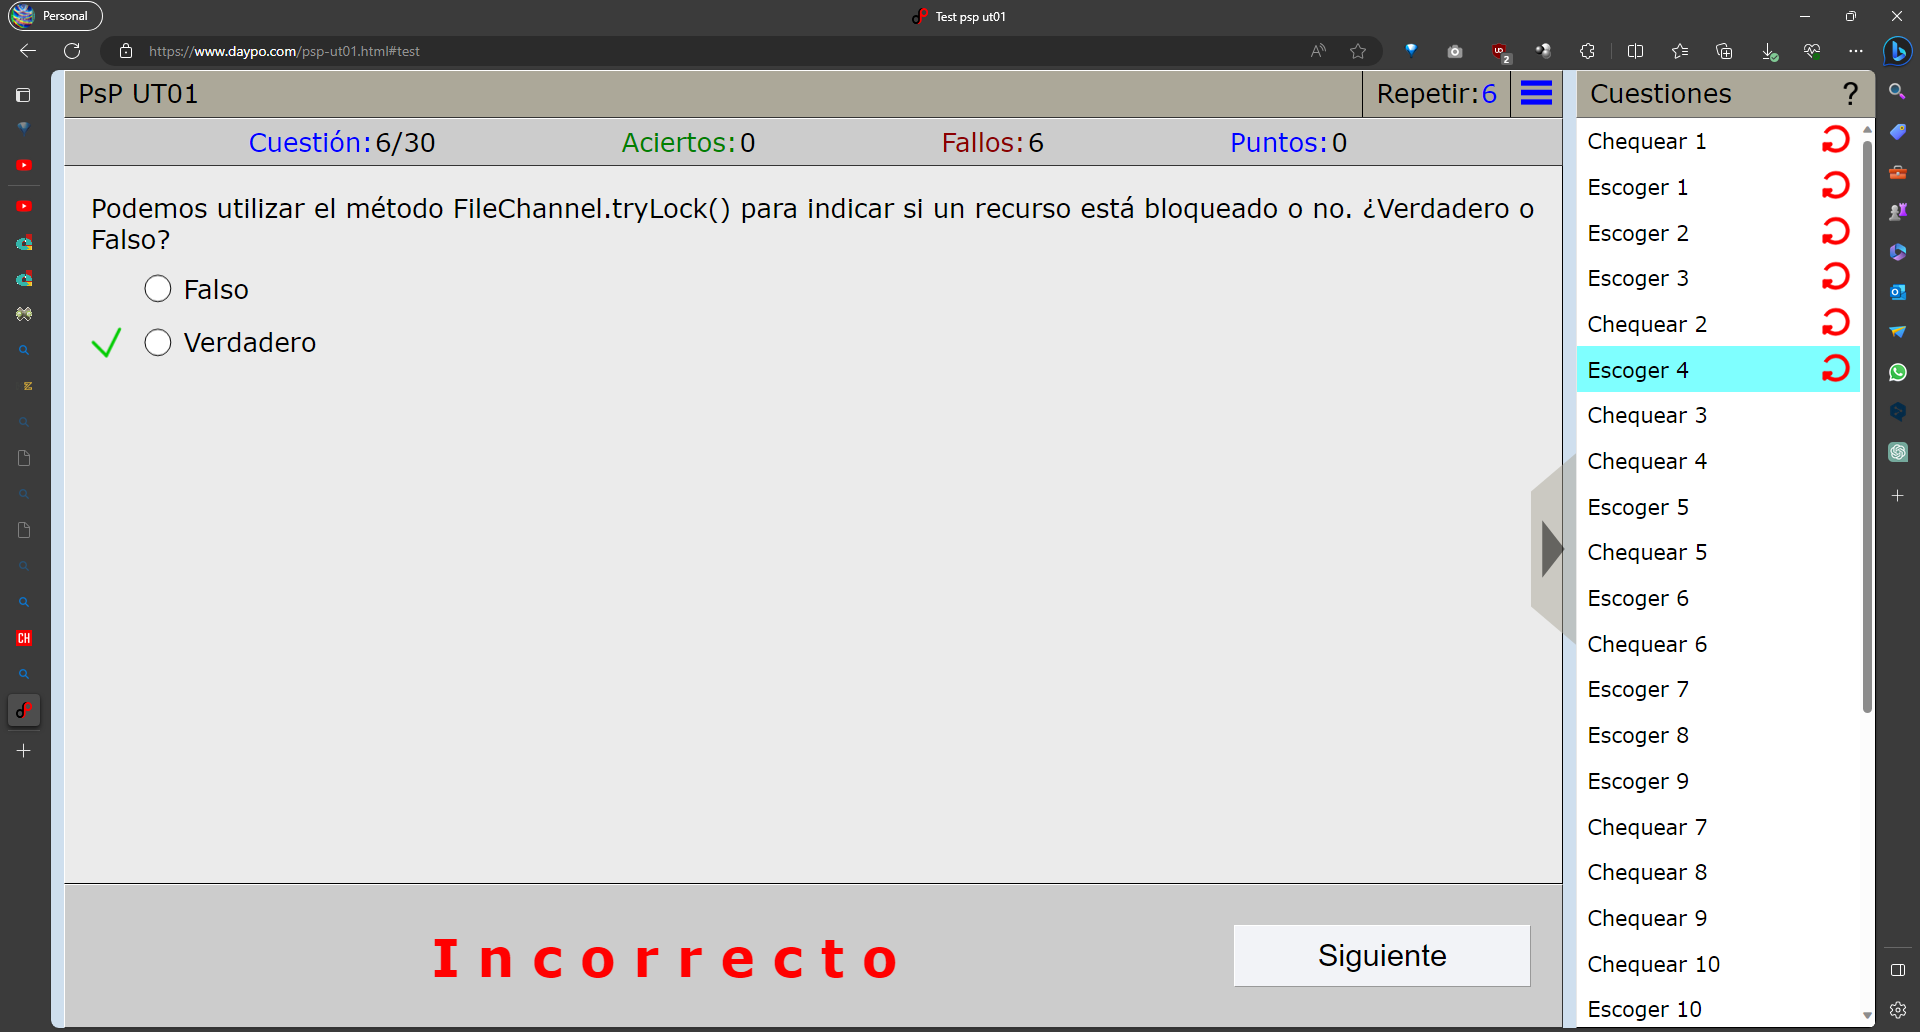 Personal
Test psp ut01
https://www.daypo.com/psp-ut01.html#test
2
PsP UT01
Repetir:6
Cuestiones
?
Cuestión:6/30
Aciertos:0
Fallos:6
Puntos:0
Podemos utilizar el método FileChannel.tryLock() para indicar si un recurso está bloqueado o no. ¿Verdadero o
Falso?
Falso
Verdadero
Incorrecto
Siguiente
Chequear 1
Escoger 1
Escoger 2
Escoger 3
Chequear 2
Escoger 4
Chequear 3
Chequear 4
Escoger 5
Chequear 5
Escoger 6
Chequear 6
Escoger 7
Escoger 8
Escoger 9
Chequear 7
Chequear 8
Chequear 9
Chequear 10
Escoger 10
CH